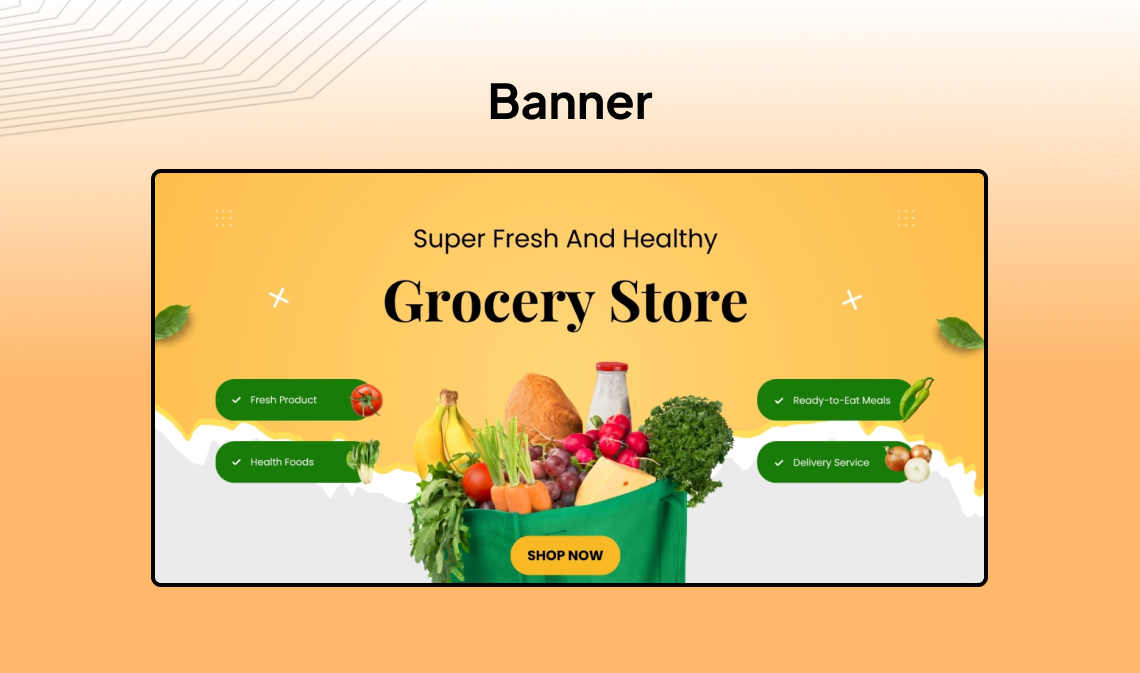 Banner
Super Fresh And Healthy
Grocery Store
Fresh Product
Ready-to-Eat Meals
Health Foods
Delivery Service
SHOP NOW